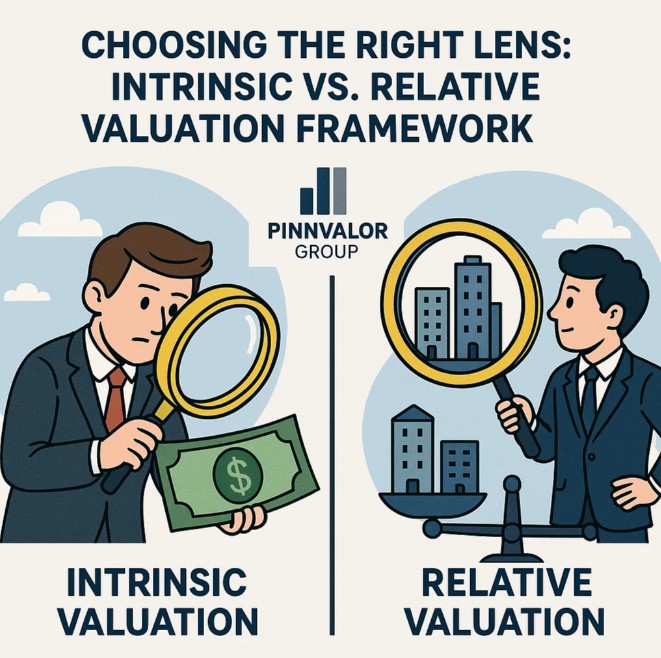 CHOOSING THE RIGHT LENS:
INTRINSIC VS. RELATIVE
VALUATION FRAMEWORK
PINNVALOR
GROUP
$
INTRINSIC
VALUATION
RELATIVE
VALUATION